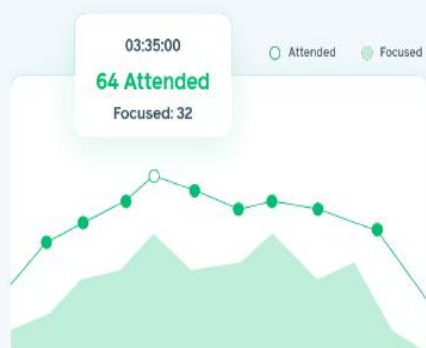 03:35:00
64 Attended
Focused: 32
Attended
Focused